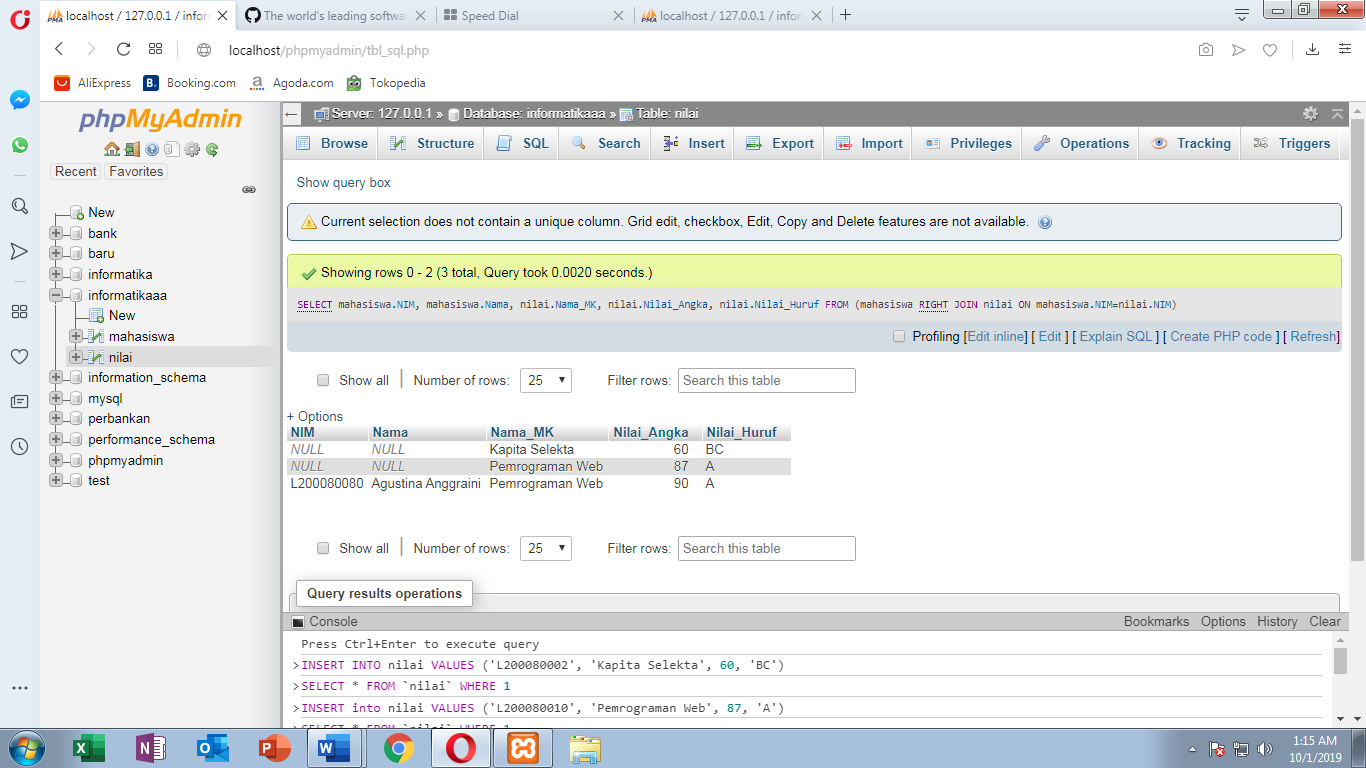 localhost / 127.0.0.1 / infor
The world's leading softwa
Speed Dial
localhost / 127.0.0.1 / infor
localhost/phpmyadmin/tbl_sql.php
AliExpress B. Booking.com a Agoda.com Tokopedia
phpMyAdmin
Recent Favorites
New
bank
baru
informatika
informatikaaa
New
mahasiswa
nilai
information_schema
mysql
perbankan
performance_schema
phpmyadmin
test
Server: 127.0.0.1 » Database: informatikaaa » Table: nilai
Browse Structure SQL Search Insert Export Import Privileges Operations Tracking Triggers
Show query box
Current selection does not contain a unique column. Grid edit, checkbox, Edit, Copy and Delete features are not available.
Showing rows 0 - 2 (3 total, Query took 0.0020 seconds.)
SELECT mahasiswa.NIM, mahasiswa.Nama, nilai.Nama_MK, nilai.Nilai_Angka, nilai.Nilai_Huruf FROM (mahasiswa RIGHT JOIN nilai ON mahasiswa.NIM=nilai.NIM)
Profiling [Edit inline] [ Edit ] [ Explain SQL ] [ Create PHP code ] [ Refresh]
Show all | Number of rows: 25 Filter rows: Search this table
+ Options
NIM Nama Nama_MK Nilai_Angka Nilai_Huruf
NULL NULL Kapita Selekta 60 BC
NULL NULL Pemrograman Web 87 A
L200080080 Agustina Anggraini Pemrograman Web 90 A
Show all | Number of rows: 25 Filter rows: Search this table
Query results operations
Console Bookmarks Options History Clear
Press Ctrl+Enter to execute query
>INSERT INTO nilai VALUES ('L200080002', 'Kapita Selekta', 60, 'BC')
>SELECT * FROM `nilai` WHERE 1
>INSERT into nilai VALUES ('L200080010', 'Pemrograman Web', 87, 'A')
>SELECT * FROM `nilai` WHERE 1
1:15 AM
10/1/2019